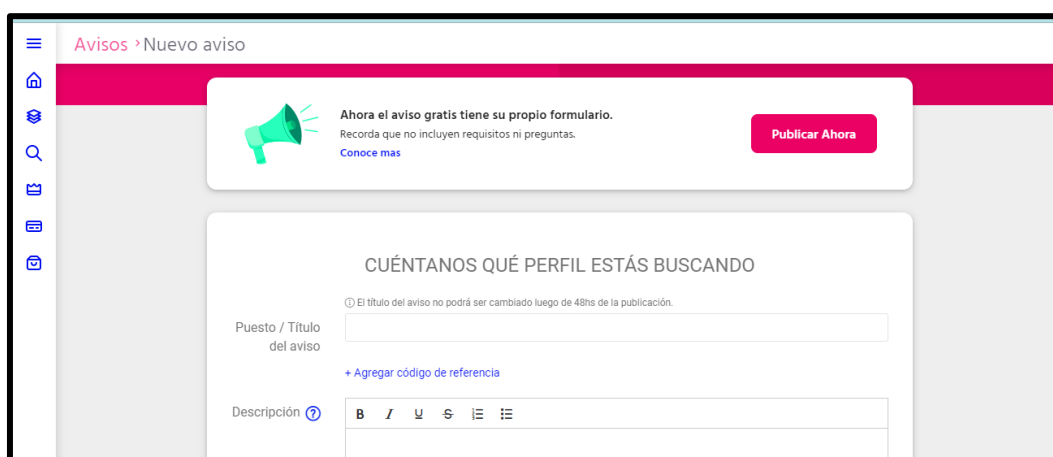 Avisos > Nuevo aviso
Ahora el aviso gratis tiene su propio formulario.
Recorda que no incluyen requisitos ni preguntas.
Conoce mas
Publicar Ahora
CUÉNTANOS QUÉ PERFIL ESTÁS BUSCANDO
El título del aviso no podrá ser cambiado luego de 48hs de la publicación.
Puesto / Título
del aviso
+ Agregar código de referencia
Descripción ?
B I U S